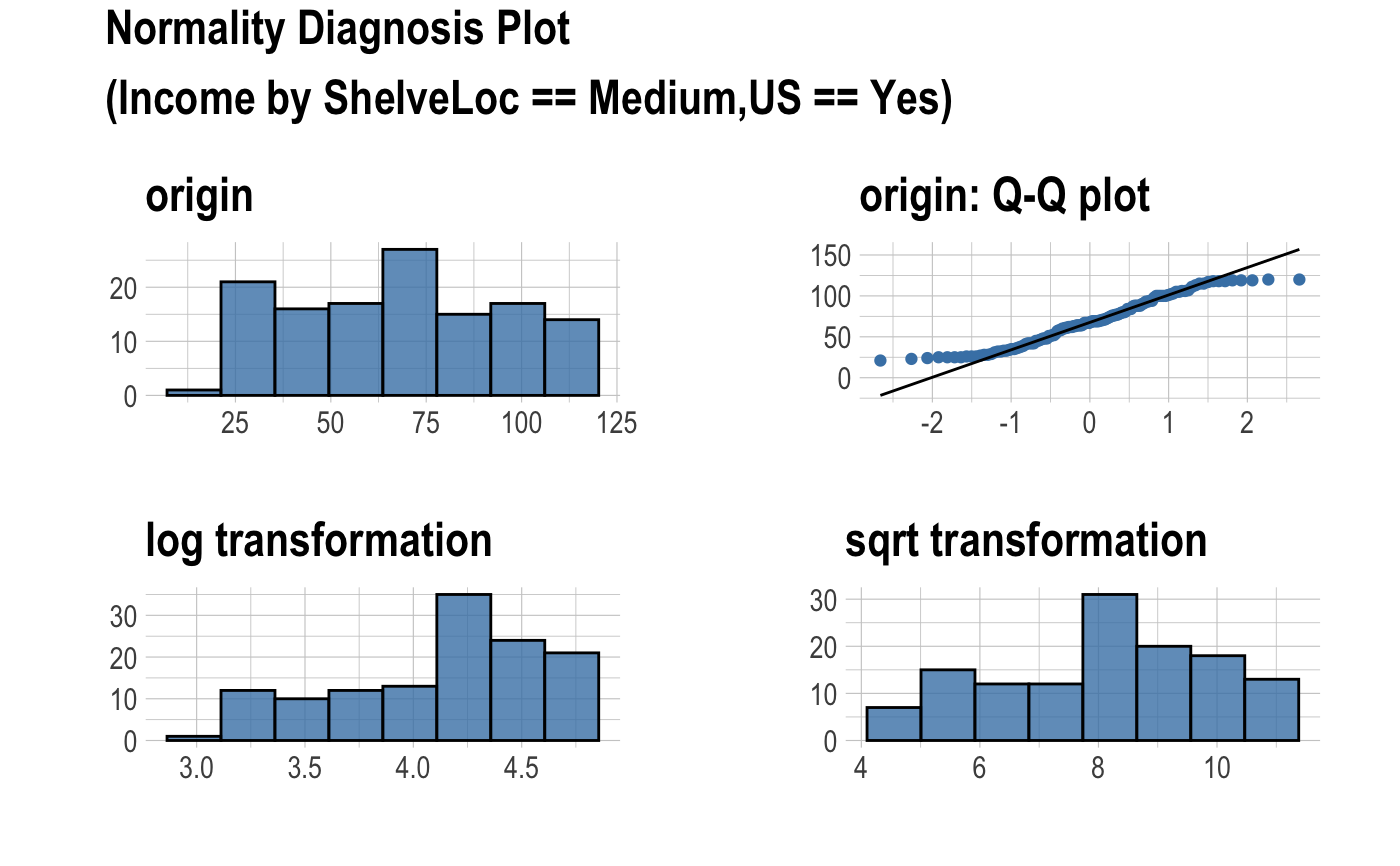 Normality Diagnosis Plot
(Income by ShelveLoc == Medium,US == Yes)
origin
20
10
0
25 50 75 100 125
origin: Q-Q plot
150
100
50
0
-2 -1 0 1 2
log transformation
30
20
10
0
3.0 3.5 4.0 4.5
sqrt transformation
30
20
10
0
4 6 8 10